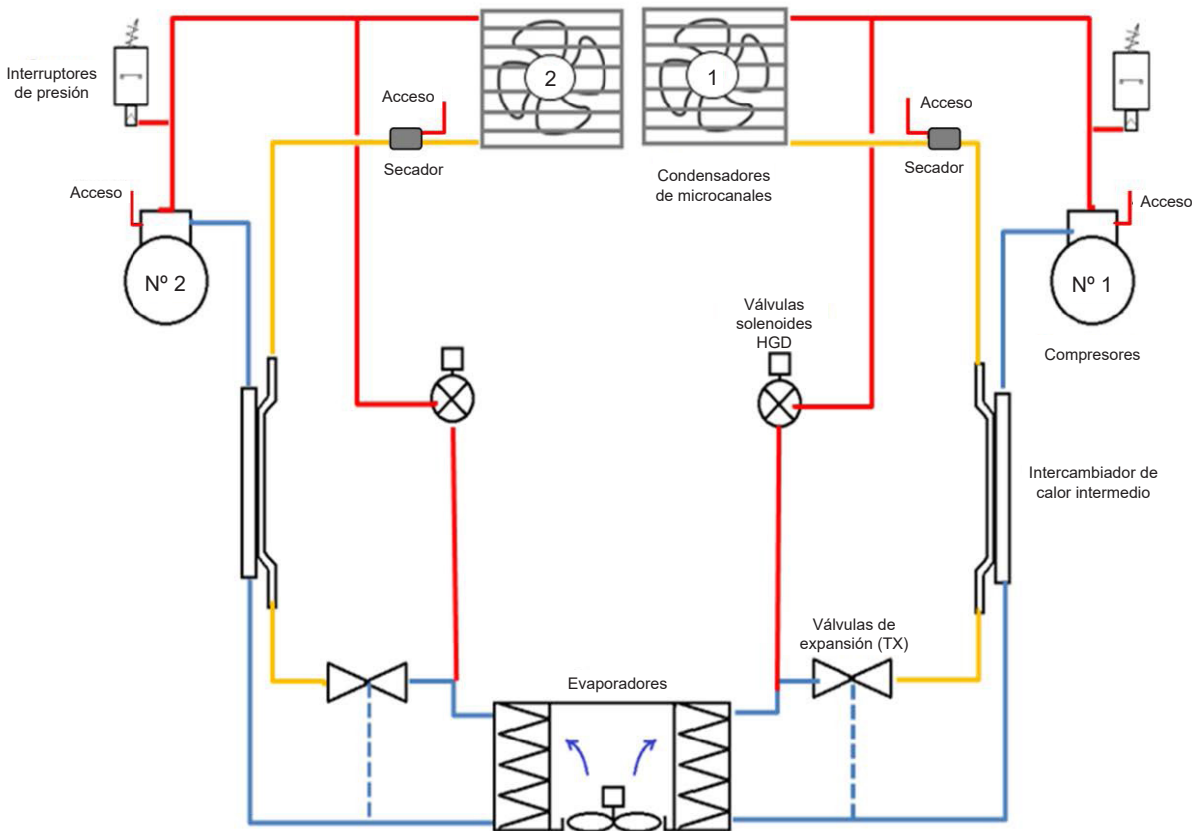 2
1
Interruptores
de presión
Acceso
Acceso
Secador
Condensadores
de microcanales
Secador
Acceso
Acceso
Nº 2
Nº 1
Válvulas
solenoides
HGD
Compresores
Intercambiador de
calor intermedio
Válvulas de
expansión (TX)
Evaporadores